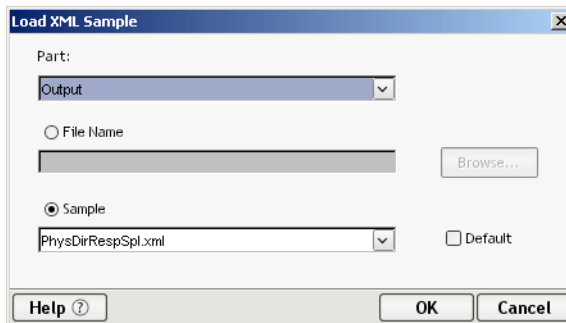 Load XML Sample
Part:
Output
File Name
Browse...
Sample
PhysDirRespSpl.xml
Default
Help ?
OK
Cancel